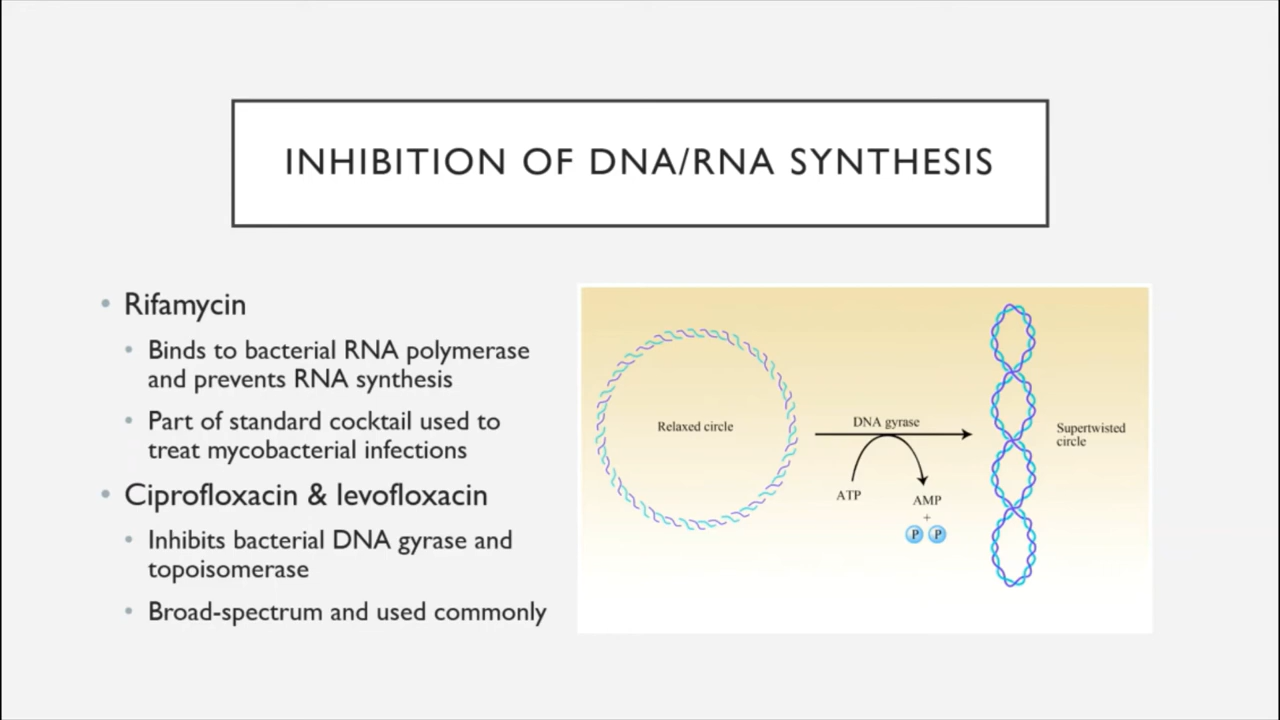 INHIBITION OF DNA/RNA SYNTHESIS
• Rifamycin
• Binds to bacterial RNA polymerase
and prevents RNA synthesis
• Part of standard cocktail used to
treat mycobacterial infections
• Ciprofloxacin & levofloxacin
• Inhibits bacterial DNA gyrase and
topoisomerase
• Broad-spectrum and used commonly
Relaxed circle
DNA gyrase
ATP
AMP
+
P P
Supertwisted
circle